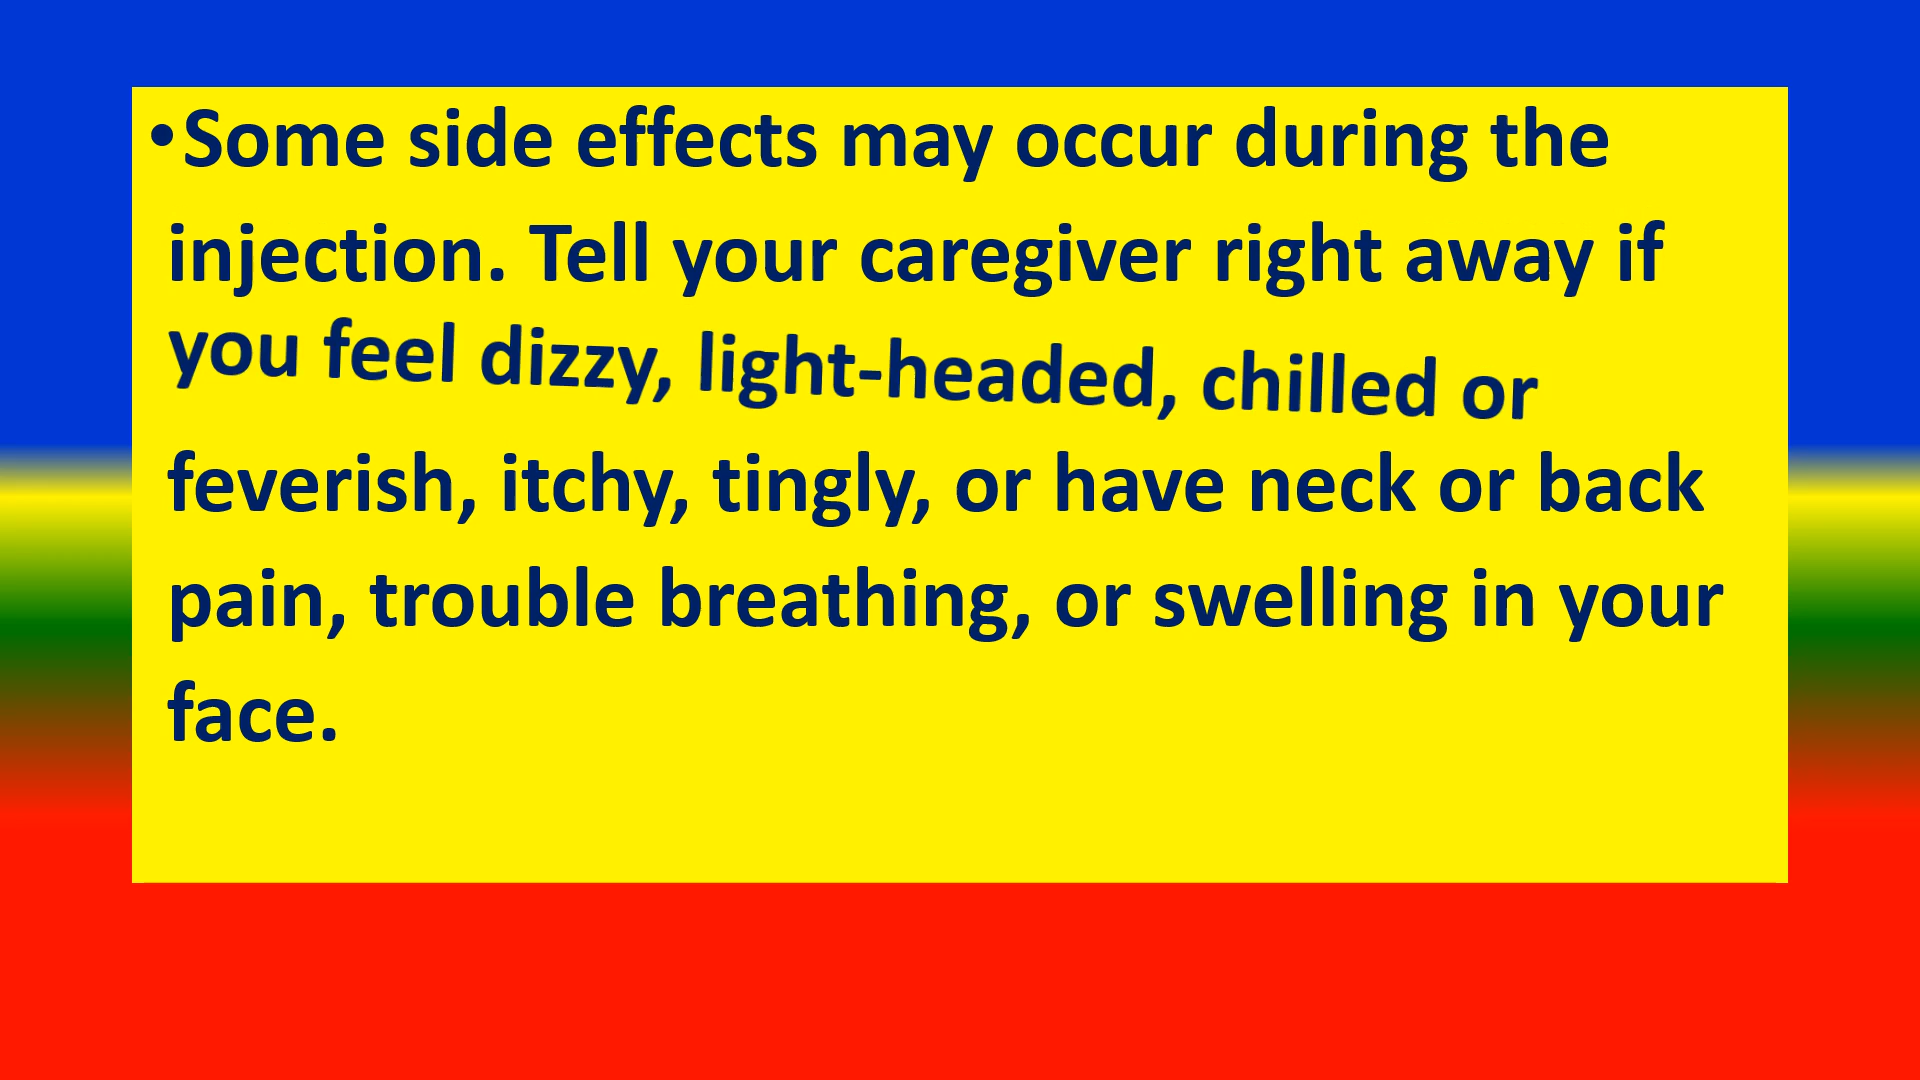 •Some side effects may occur during the
injection. Tell your caregiver right away if
you feel dizzy, light-headed, chilled or
feverish, itchy, tingly, or have neck or back
pain, trouble breathing, or swelling in your
face.